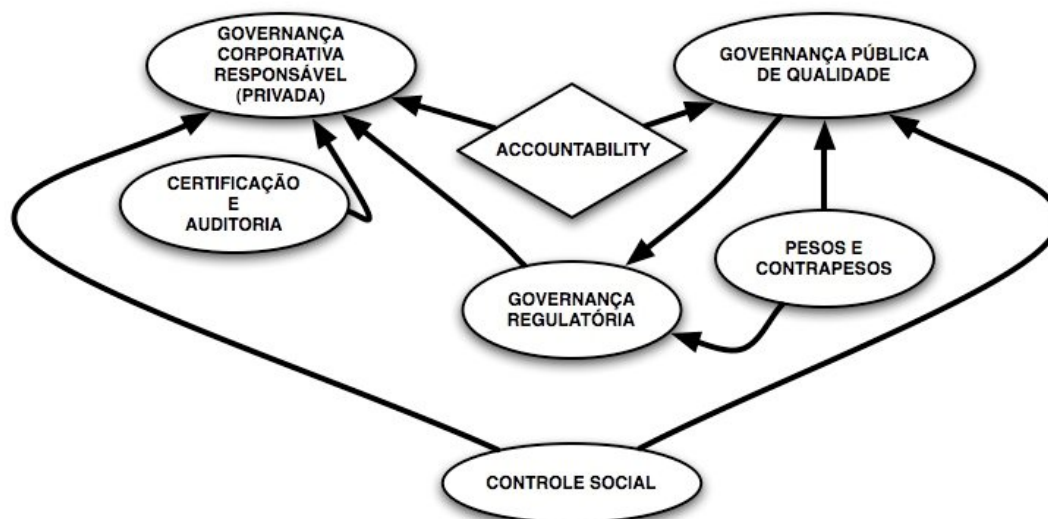 GOVERNANÇA
CORPORATIVA
RESPONSÁVEL
(PRIVADA)
GOVERNANÇA PÚBLICA
DE QUALIDADE
ACCOUNTABILITY
CERTIFICAÇÃO
E
AUDITORIA
PESOS E
CONTRAPESOS
GOVERNANÇA
REGULATÓRIA
CONTROLE SOCIAL